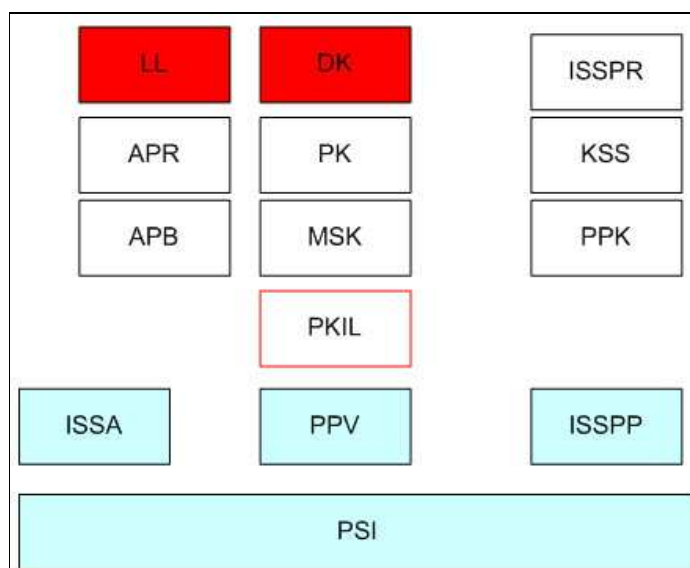 LL
DK
ISSPR
APR
PK
KSS
APB
MSK
PPK
PKIL
ISSA
PPV
ISSPP
PSI